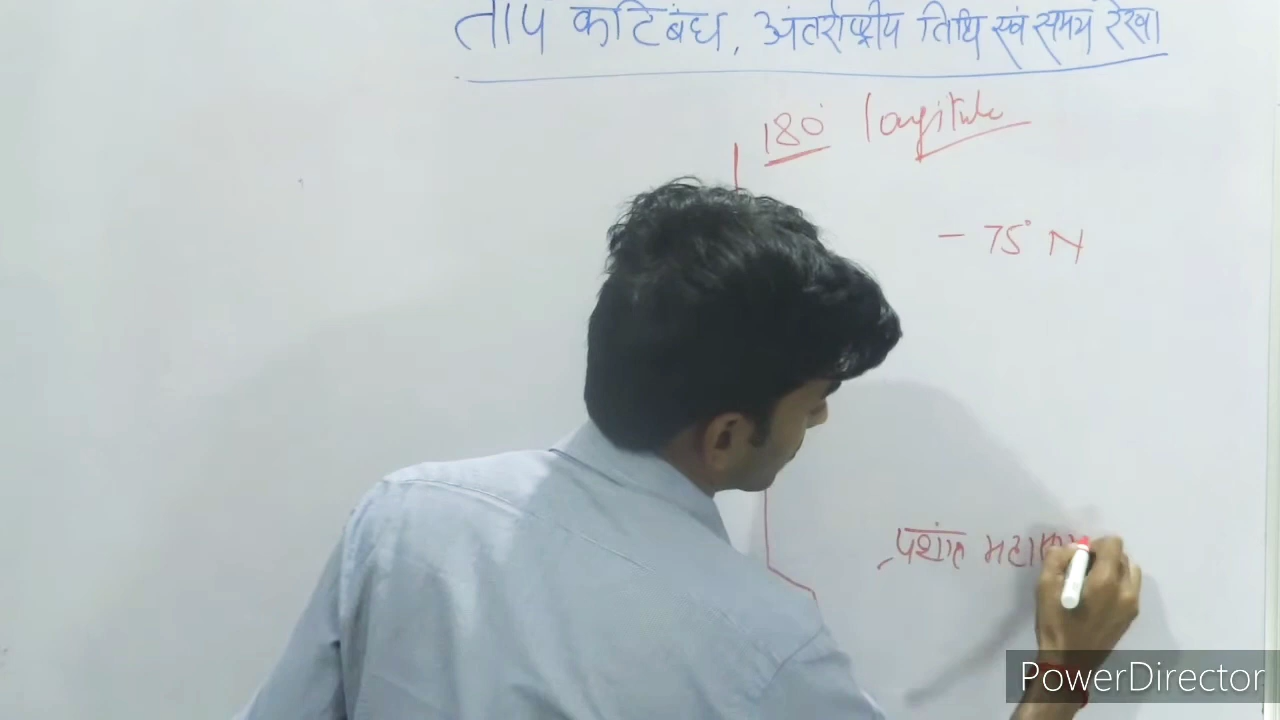 ताप कटिबंध, अंतर्राष्ट्रीय तिथि एवं समय रेखा
180° longitude
- 75° N
प्रशांत
PowerDirector